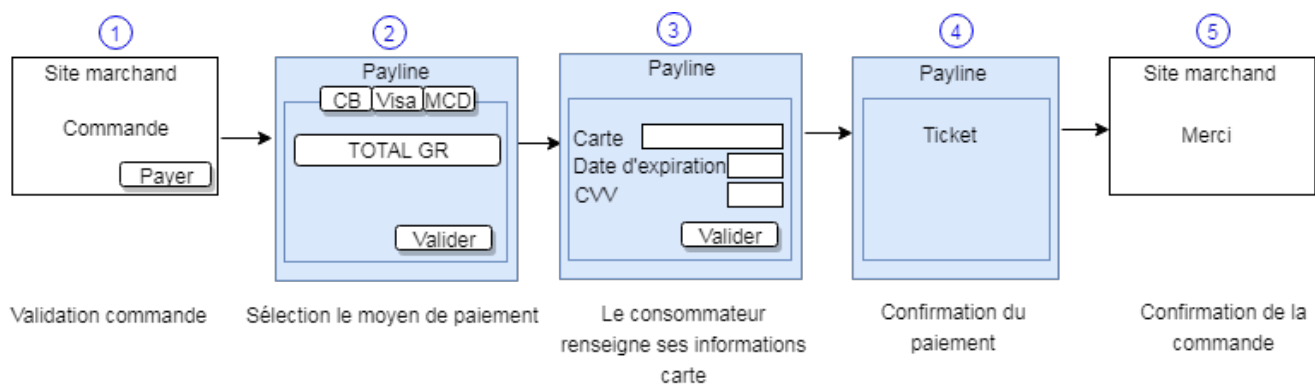 1
Site marchand
Commande
Payer
Validation commande
2
Payline
CB Visa MCD
TOTAL GR
Valider
Sélection le moyen de paiement
3
Payline
Carte
Date d'expiration
CVV
Valider
Le consommateur
renseigne ses informations
carte
4
Payline
Ticket
Confirmation du
paiement
5
Site marchand
Merci
Confirmation de la
commande